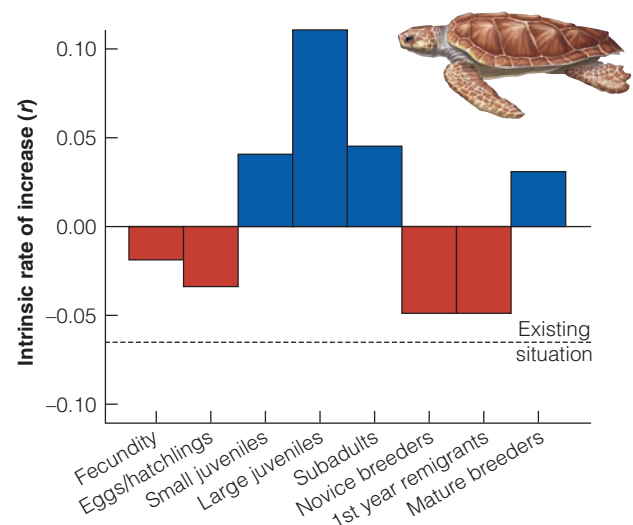 Intrinsic rate of increase (r)
0.10
0.05
0.00
–0.05
–0.10
Existing
situation
Fecundity
Eggs/hatchlings
Small juveniles
Large juveniles
Subadults
Novice breeders
1st year remigrants
Mature breeders